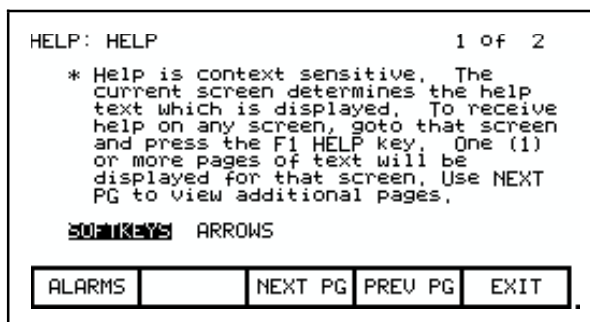 HELP: HELP 1 Of 2
* Help is context sensitive. The
current screen determines the help
text which is displayed. To receive
help on any screen, goto that screen
and press the F1 HELP key. One (1)
or more pages of text will be
displayed for that screen. Use NEXT
PG to view additional pages.
SOFTKEYS ARROWS
ALARMS NEXT PG PREV PG EXIT